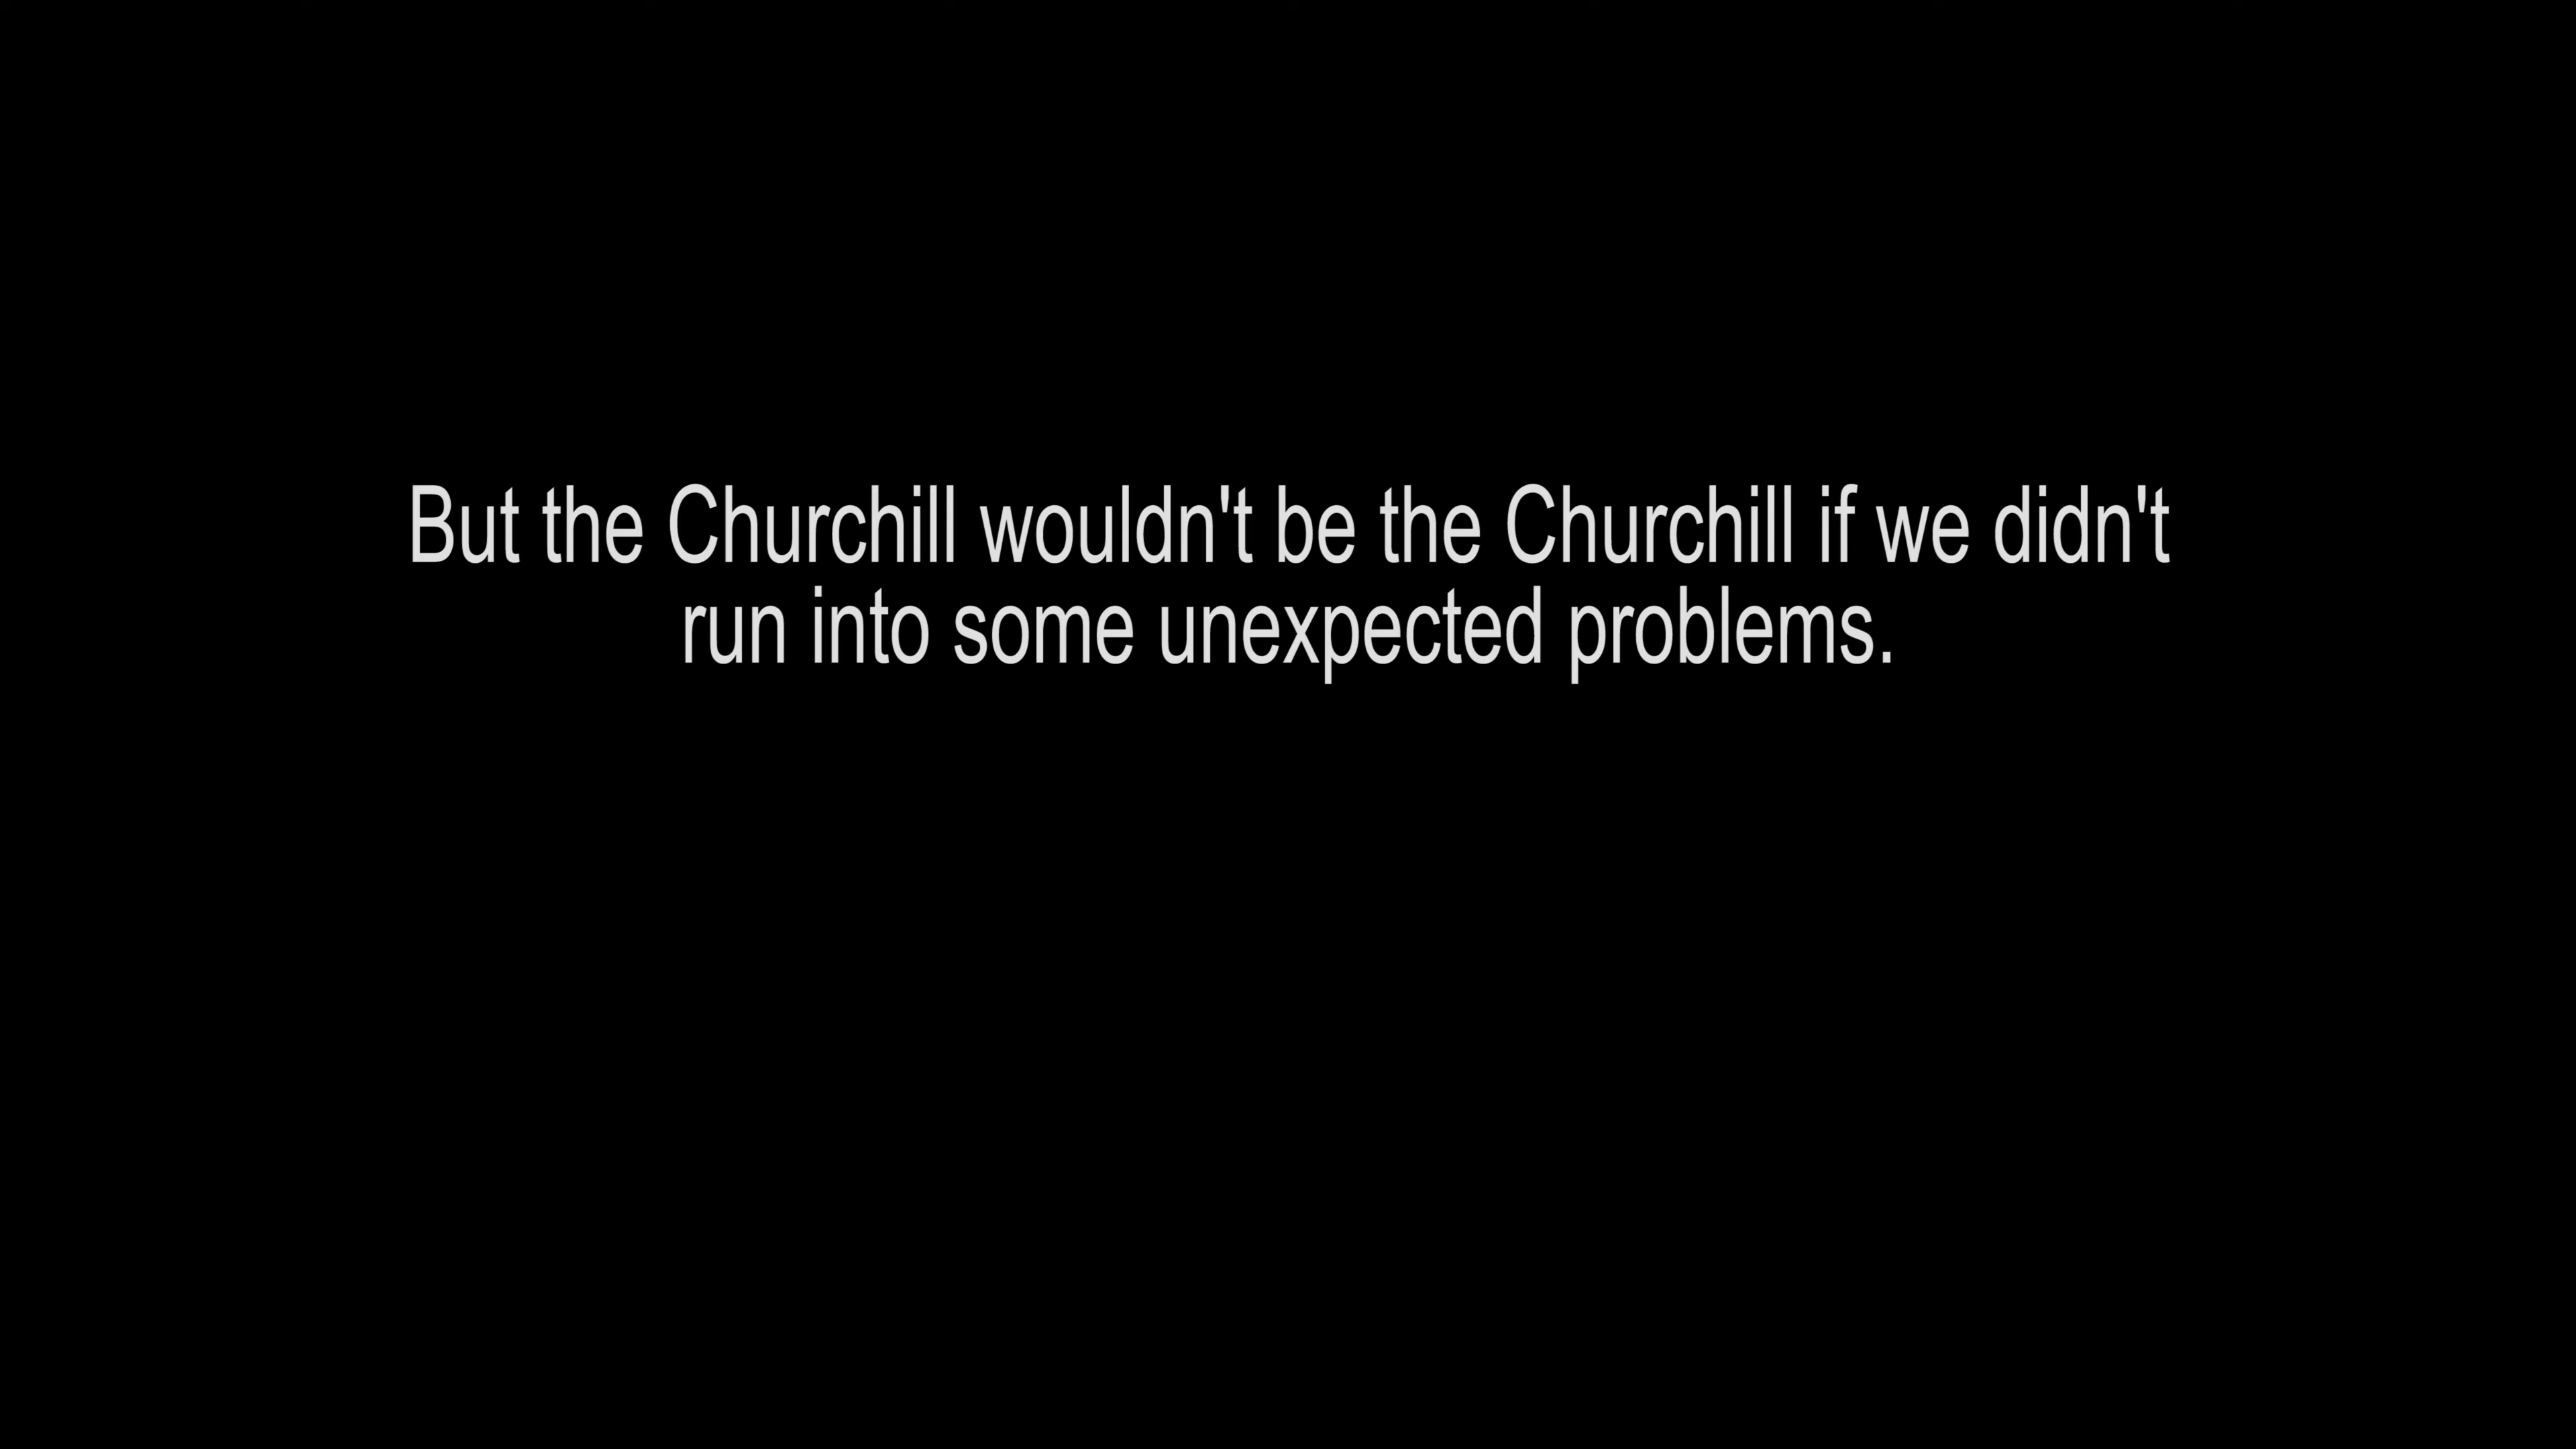 But the Churchill wouldn't be the Churchill if we didn't
run into some unexpected problems.